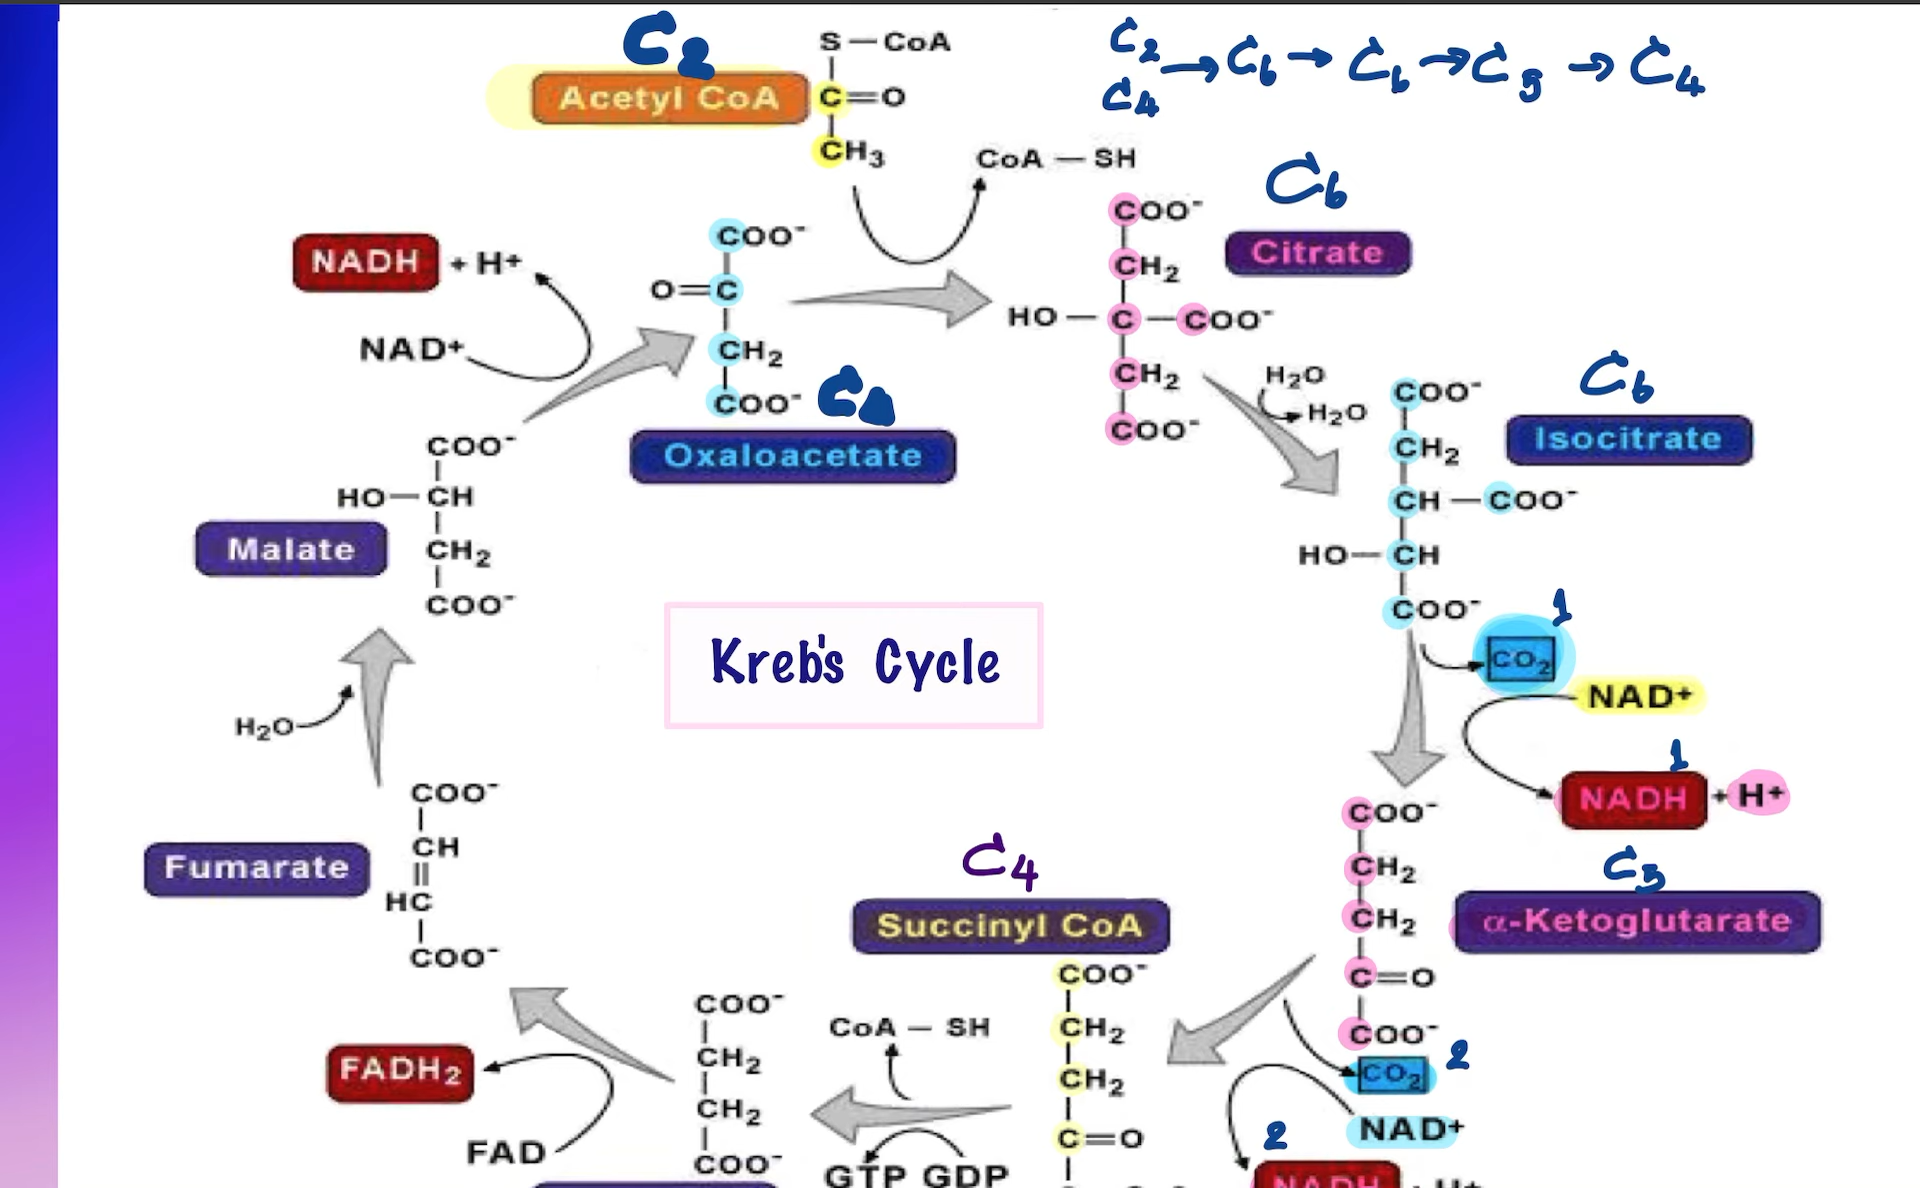 C2
S — CoA
Acetyl CoA
C=O
CH3
C2
C4 → C6 → C6 → C5 → C4
CoA — SH
C6
COO-
CH2
HO — C — COO-
CH2
COO-
Citrate
NADH + H+
NAD+
COO-
O=C
CH2
COO-
C4
Oxaloacetate
H2O
H2O
C6
Isocitrate
COO-
CH2
CH — COO-
HO — CH
COO-
COO-
HO — CH
CH2
COO-
Malate
Kreb's Cycle
1
CO2
NAD+
1
NADH + H+
H2O
COO-
CH
HC
COO-
Fumarate
C5
α-Ketoglutarate
COO-
CH2
CH2
C=O
COO-
C4
Succinyl CoA
COO-
CH2
CH2
C=O
2
CO2
NAD+
2
NADH + H+
CoA — SH
GTP GDP
COO-
CH2
CH2
COO-
FADH2
FAD